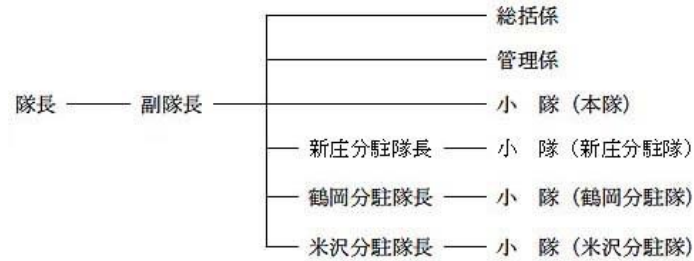 総括係
管理係
隊長 副隊長 小 隊（本隊）
新庄分駐隊長 小 隊（新庄分駐隊）
鶴岡分駐隊長 小 隊（鶴岡分駐隊）
米沢分駐隊長 小 隊（米沢分駐隊）